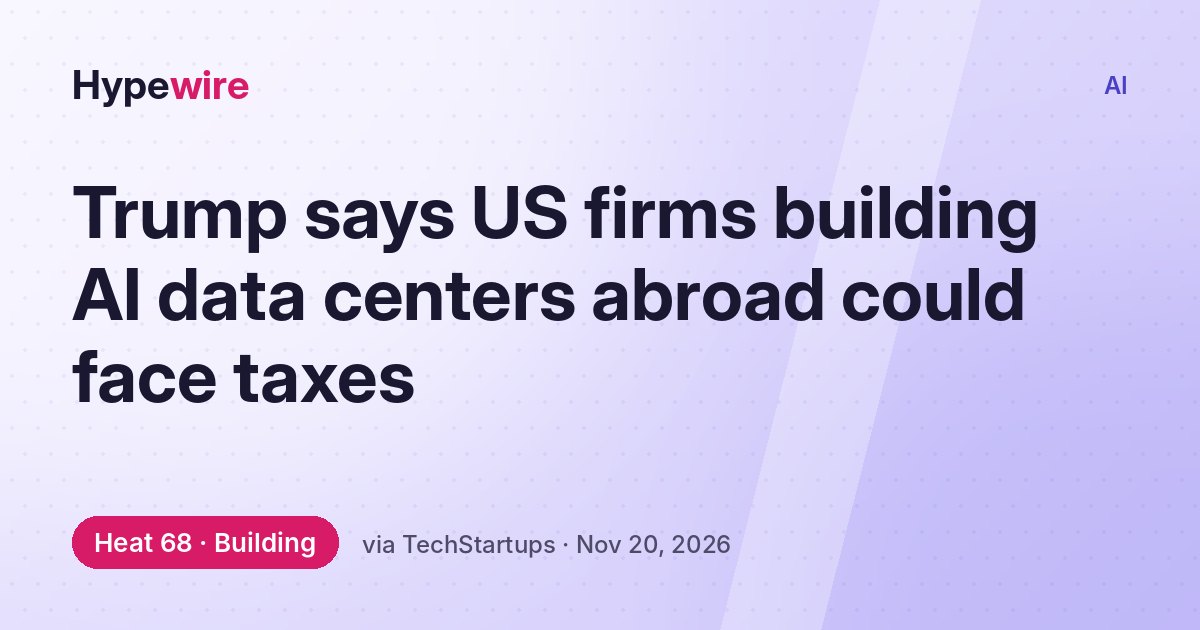 Hypewire
AI
Trump says US firms building
AI data centers abroad could
face taxes
Heat 68 · Building
via TechStartups · Nov 20, 2026